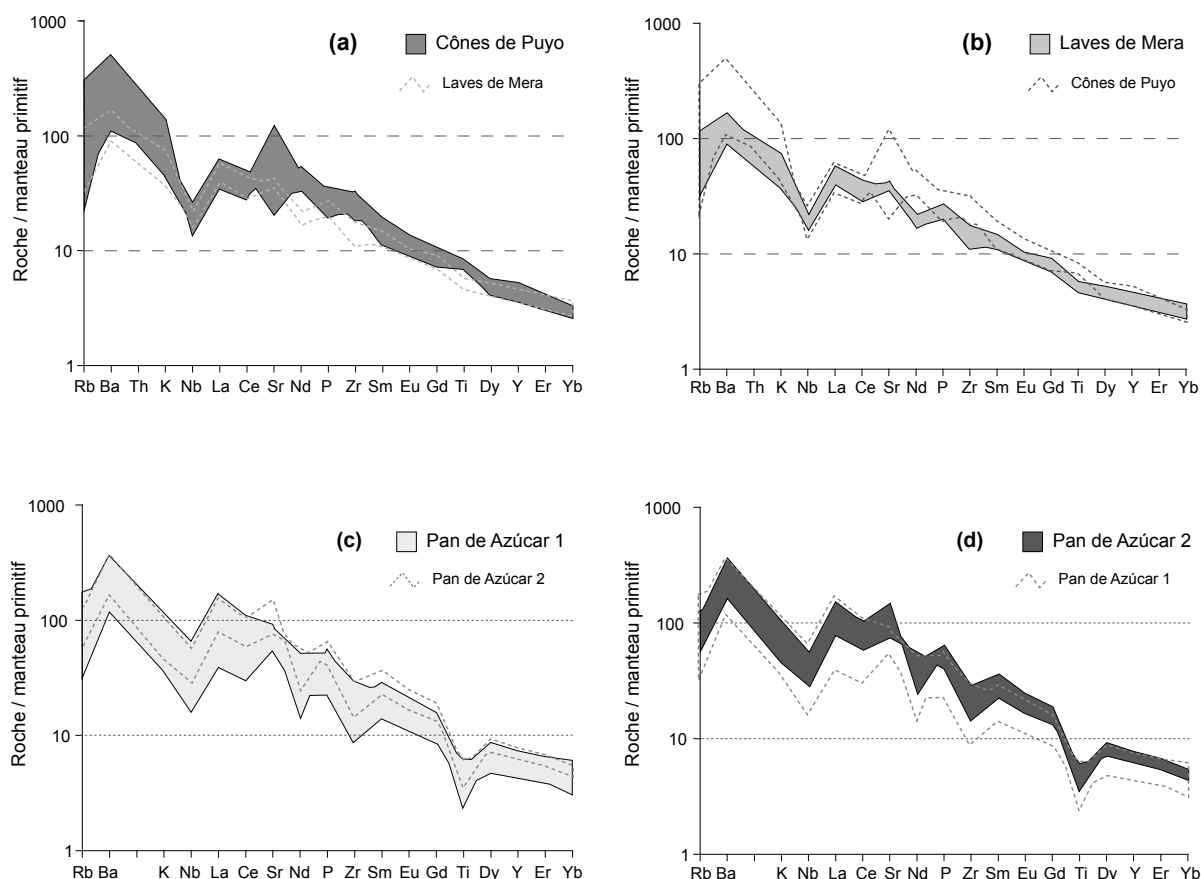 (a)
Cônes de Puyo
Laves de Mera
Roche / manteau primitif
1000
100
10
1
Rb Ba Th K Nb La Ce Sr Nd P Zr Sm Eu Gd Ti Dy Y Er Yb
(b)
Laves de Mera
Cônes de Puyo
Roche / manteau primitif
1000
100
10
1
Rb Ba Th K Nb La Ce Sr Nd P Zr Sm Eu Gd Ti Dy Y Er Yb
(c)
Pan de Azúcar 1
Pan de Azúcar 2
Roche / manteau primitif
1000
100
10
1
Rb Ba K Nb La Ce Sr Nd P Zr Sm Eu Gd Ti Dy Y Er Yb
(d)
Pan de Azúcar 2
Pan de Azúcar 1
Roche / manteau primitif
1000
100
10
1
Rb Ba K Nb La Ce Sr Nd P Zr Sm Eu Gd Ti Dy Y Er Yb